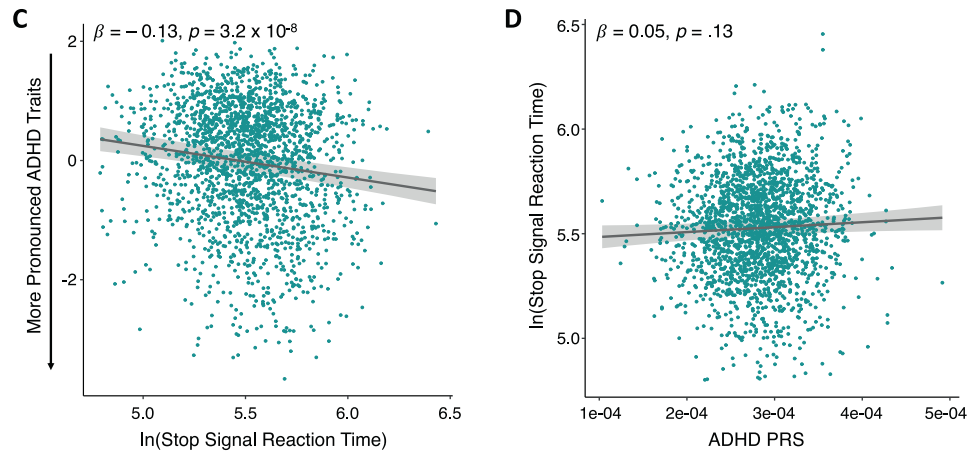 C
β = – 0.13, p = 3.2 x 10-8
2
0
-2
More Pronounced ADHD Traits
5.0 5.5 6.0 6.5
ln(Stop Signal Reaction Time)
D
β = 0.05, p = .13
6.5
6.0
5.5
5.0
ln(Stop Signal Reaction Time)
1e-04 2e-04 3e-04 4e-04 5e-04
ADHD PRS